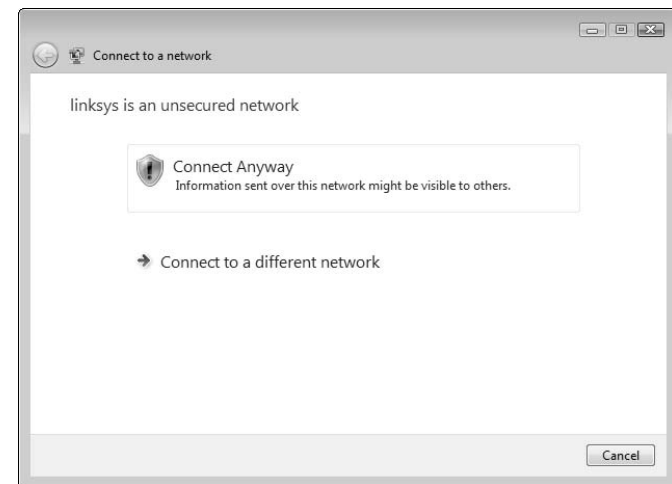 Connect to a network
linksys is an unsecured network
Connect Anyway
Information sent over this network might be visible to others.
Connect to a different network
Cancel